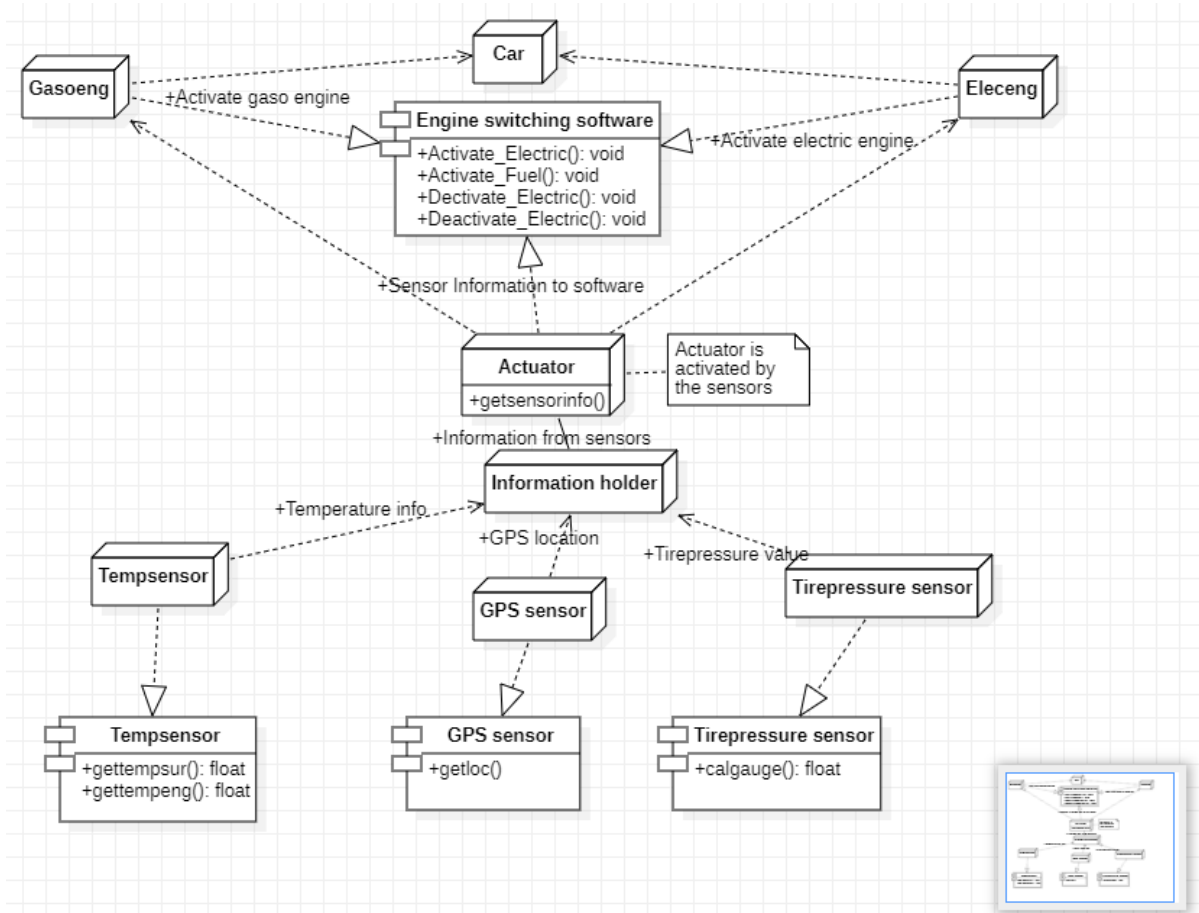 Car
Gasoeng
Eleceng
+Activate gaso engine
Engine switching software
+Activate electric engine
+Activate_Electric(): void
+Activate_Fuel(): void
+Dectivate_Electric(): void
+Deactivate_Electric(): void
+Sensor Information to software
Actuator
+getsensorinfo()
Actuator is
activated by
the sensors
+Information from sensors
Information holder
+Temperature info
+GPS location
+Tirepressure value
Tempsensor
GPS sensor
Tirepressure sensor
Tempsensor
+gettempsur(): float
+gettempeng(): float
GPS sensor
+getloc()
Tirepressure sensor
+calgauge(): float